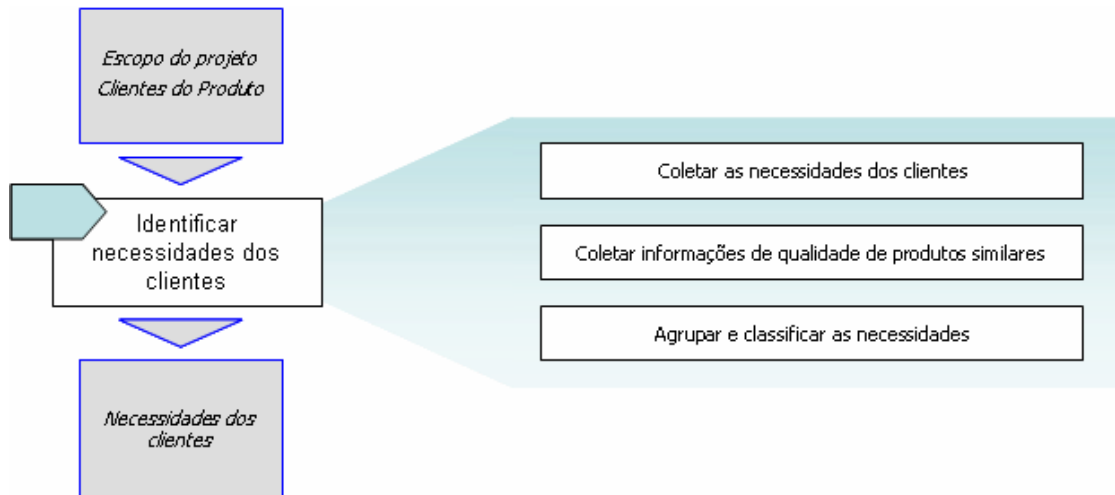 Escopo do projeto
Clientes do Produto
Identificar
necessidades dos
clientes
Necessidades dos
clientes
Coletar as necessidades dos clientes
Coletar informações de qualidade de produtos similares
Agrupar e classificar as necessidades